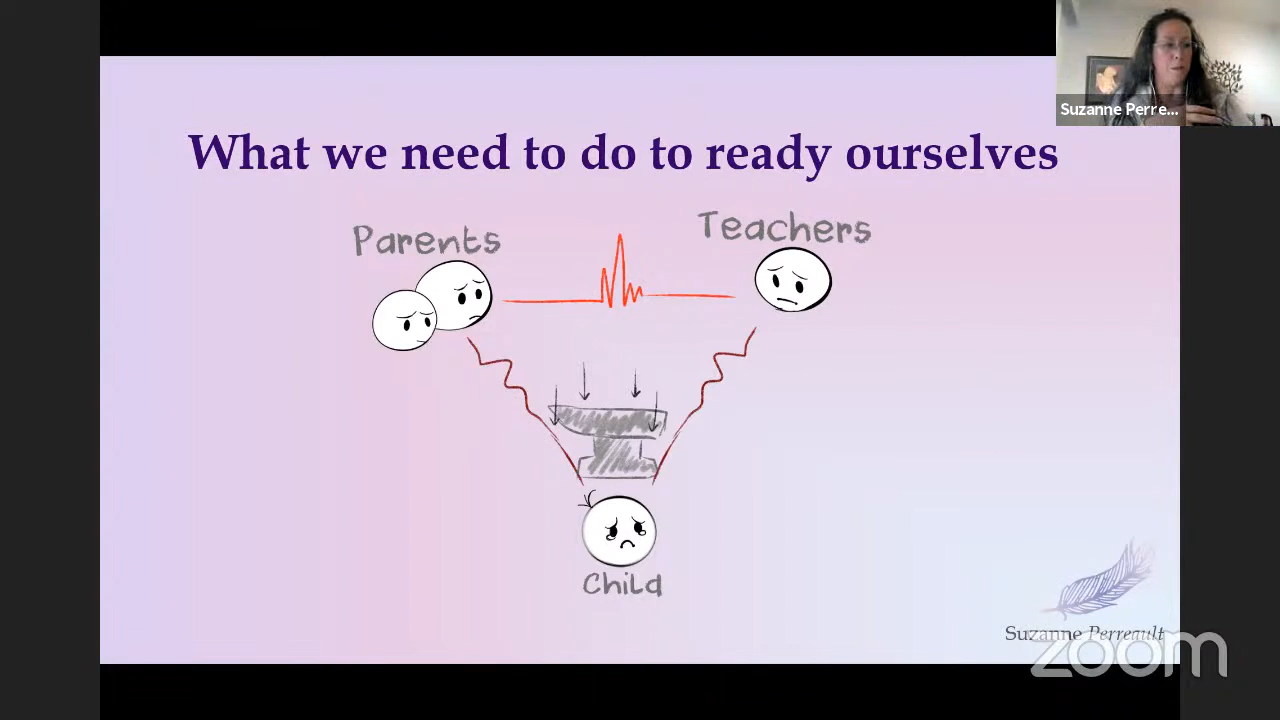 Suzanne Perre...
What we need to do to ready ourselves
Parents
Teachers
Child
Suzanne Perreault
zoom